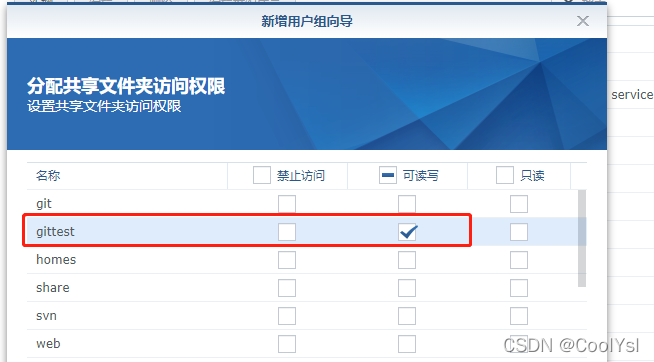 新增用户组向导
分配共享文件夹访问权限
设置共享文件夹访问权限
service
名称 禁止访问 可读写 只读
git
gittest
homes
share
svn
web
CSDN @CoolYsl